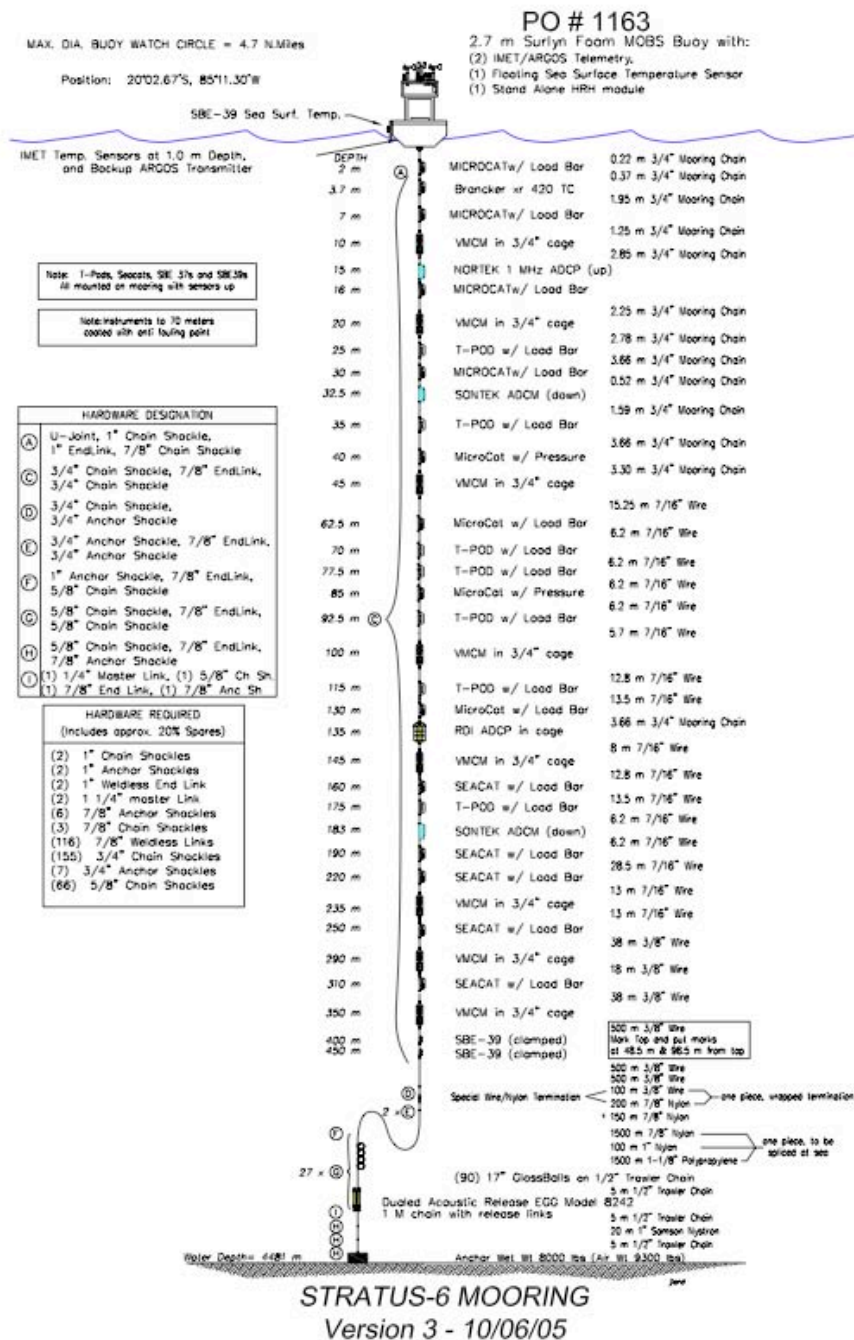 PO # 1163
MAX. DIA. BUOY WATCH CIRCLE = 4.7 N.Miles
2.7 m Surlyn Foam MOBS Buoy with:
(2) IMET/ARGOS Telemetry,
(1) Floating Sea Surface Temperature Sensor
(1) Stand Alone HRH module
Position: 20°02.67'S, 85°11.30'W
SBE-39 Sea Surf. Temp.
IMET Temp. Sensors at 1.0 m Depth,
and Backup ARGOS Transmitter
DEPTH
A
2 m MICROCATw/ Load Bar
0.22 m 3/4" Mooring Chain
0.37 m 3/4" Mooring Chain
3.7 m Brancker xr 420 TC
1.95 m 3/4" Mooring Chain
7 m MICROCATw/ Load Bar
1.25 m 3/4" Mooring Chain
10 m VMCM in 3/4" cage
2.85 m 3/4" Mooring Chain
15 m NORTEK 1 MHz ADCP (up)
16 m MICROCATw/ Load Bar
2.25 m 3/4" Mooring Chain
20 m VMCM in 3/4" cage
2.78 m 3/4" Mooring Chain
25 m T-POD w/ Load Bar
3.66 m 3/4" Mooring Chain
30 m MICROCATw/ Load Bar
0.52 m 3/4" Mooring Chain
32.5 m SONTEK ADCM (down)
1.59 m 3/4" Mooring Chain
35 m T-POD w/ Load Bar
3.66 m 3/4" Mooring Chain
40 m MicroCat w/ Pressure
3.30 m 3/4" Mooring Chain
45 m VMCM in 3/4" cage
15.25 m 7/16" Wire
62.5 m MicroCat w/ Load Bar
6.2 m 7/16" Wire
70 m T-POD w/ Load Bar
6.2 m 7/16" Wire
77.5 m T-POD w/ Load Bar
6.2 m 7/16" Wire
85 m MicroCat w/ Pressure
6.2 m 7/16" Wire
92.5 m C T-POD w/ Load Bar
5.7 m 7/16" Wire
100 m VMCM in 3/4" cage
12.8 m 7/16" Wire
115 m T-POD w/ Load Bar
13.5 m 7/16" Wire
130 m MicroCat w/ Load Bar
3.66 m 3/4" Mooring Chain
135 m RDI ADCP in cage
8 m 7/16" Wire
145 m VMCM in 3/4" cage
12.8 m 7/16" Wire
160 m SEACAT w/ Load Bar
13.5 m 7/16" Wire
175 m T-POD w/ Load Bar
6.2 m 7/16" Wire
183 m SONTEK ADCM (down)
6.2 m 7/16" Wire
190 m SEACAT w/ Load Bar
28.5 m 7/16" Wire
220 m SEACAT w/ Load Bar
13 m 7/16" Wire
235 m VMCM in 3/4" cage
13 m 7/16" Wire
250 m SEACAT w/ Load Bar
38 m 3/8" Wire
290 m VMCM in 3/4" cage
18 m 3/8" Wire
310 m SEACAT w/ Load Bar
38 m 3/8" Wire
350 m VMCM in 3/4" cage
500 m 3/8" Wire
Mark Top and put marks
at 48.5 m & 98.5 m from top
400 m SBE-39 (clamped)
450 m SBE-39 (clamped)
500 m 3/8" Wire
500 m 3/8" Wire
D Special Wire/Nylon Termination
100 m 3/8" Wire
200 m 7/8" Nylon
one piece, wrapped termination
2 x E
150 m 7/8" Nylon
1500 m 7/8" Nylon
100 m 1" Nylon
1500 m 1-1/8" Polypropylene
one piece, to be
spliced at sea
F
27 x G
(90) 17" GlassBalls on 1/2" Trawler Chain
5 m 1/2" Trawler Chain
Dualed Acoustic Release EGG Model 8242
1 M chain with release links
I
H
H
H
H
5 m 1/2" Trawler Chain
20 m 1" Samson Nystron
5 m 1/2" Trawler Chain
Water Depth= 4481 m
Anchor Wet Wt 8000 lbs (Air Wt 9300 lbs)
Note: T-Pods, Seacats, SBE 37s and SBE39s
All mounted on mooring with sensors up
Note:Instruments to 70 meters
coated with anti fouling paint
HARDWARE DESIGNATION
A U-Joint, 1" Chain Shackle,
1" EndLink, 7/8" Chain Shackle
C 3/4" Chain Shackle, 7/8" EndLink,
3/4" Chain Shackle
D 3/4" Chain Shackle,
3/4" Anchor Shackle
E 3/4" Anchor Shackle, 7/8" EndLink,
3/4" Anchor Shackle
F 1" Anchor Shackle, 7/8" EndLink,
5/8" Chain Shackle
G 5/8" Chain Shackle, 7/8" EndLink,
5/8" Chain Shackle
H 5/8" Chain Shackle, 7/8" EndLink,
7/8" Anchor Shackle
I (1) 1/4" Master Link, (1) 5/8" Ch Sh.
(1) 7/8" End Link, (1) 7/8" Anc Sh
HARDWARE REQUIRED
(Includes approx. 20% Spares)
(2) 1" Chain Shackles
(2) 1" Anchor Shackles
(2) 1" Weldless End Link
(2) 1 1/4" master Link
(6) 7/8" Anchor Shackles
(3) 7/8" Chain Shackles
(116) 7/8" Weldless Links
(155) 3/4" Chain Shackles
(7) 3/4" Anchor Shackles
(66) 5/8" Chain Shackles
STRATUS-6 MOORING
Version 3 - 10/06/05